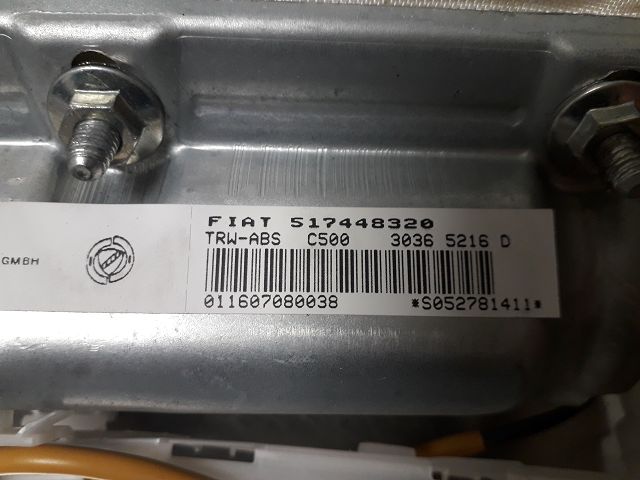 FIAT 517448320
TRW-ABS C500 3036 5216 D
GMBH
011607080038 *S052781411*